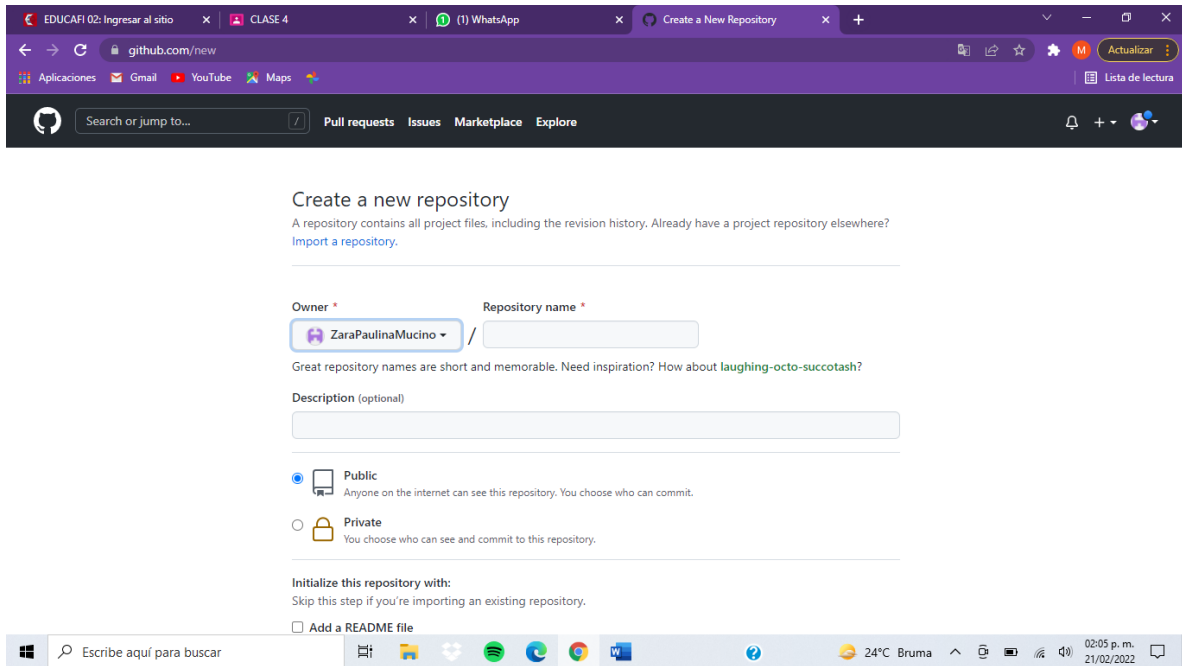 EDUCAFI 02: Ingresar al sitio
CLASE 4
(1) WhatsApp
Create a New Repository
github.com/new
M
Actualizar
Aplicaciones
Gmail
YouTube
Maps
Lista de lectura
Search or jump to...
/
Pull requests Issues Marketplace Explore
Create a new repository
A repository contains all project files, including the revision history. Already have a project repository elsewhere?
Import a repository.
Owner * Repository name *
ZaraPaulinaMucino /
Great repository names are short and memorable. Need inspiration? How about laughing-octo-succotash?
Description (optional)
Public
Anyone on the internet can see this repository. You choose who can commit.
Private
You choose who can see and commit to this repository.
Initialize this repository with:
Skip this step if you're importing an existing repository.
Add a README file
Escribe aquí para buscar
24°C Bruma
02:05 p. m.
21/02/2022